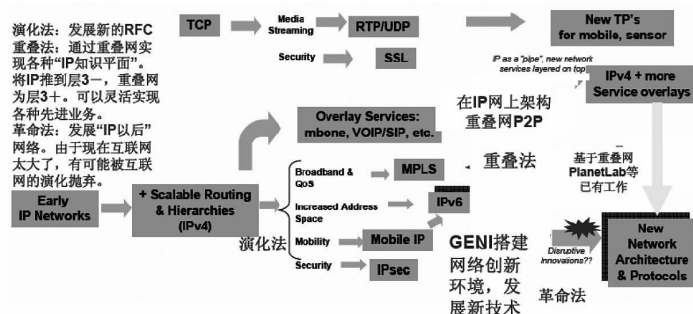 演化法：发展新的RFC
重叠法：通过重叠网实
现各种“IP知识平面”。
将IP推到层3－，重叠网
为层3＋。可以灵活实现
各种先进业务。
革命法：发展“IP以后”
网络。由于现在互联网
太大了，有可能被互联
网的演化抛弃。
TCP
Media
Streaming
RTP/UDP
Security
SSL
New TP's
for mobile, sensor
IP as a "pipe", new network
services layered on top
IPv4 + more
Service overlays
Overlay Services:
mbone, VOIP/SIP, etc.
在IP网上架构
重叠网P2P
重叠法
基于重叠网
PlanetLab等
已有工作
Early
IP Networks
+ Scalable Routing
& Hierarchies
(IPv4)
演化法
Broadband &
QoS
MPLS
Increased Address
Space
IPv6
Mobility
Mobile IP
Security
IPsec
GENI搭建
网络创新
环境，发
展新技术
Disruptive
Innovations??
革命法
New
Network
Architecture
& Protocols